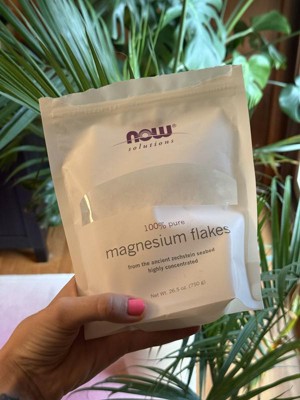 now®
solutions
100% pure
magnesium flakes
from the ancient zechstein seabed
highly concentrated